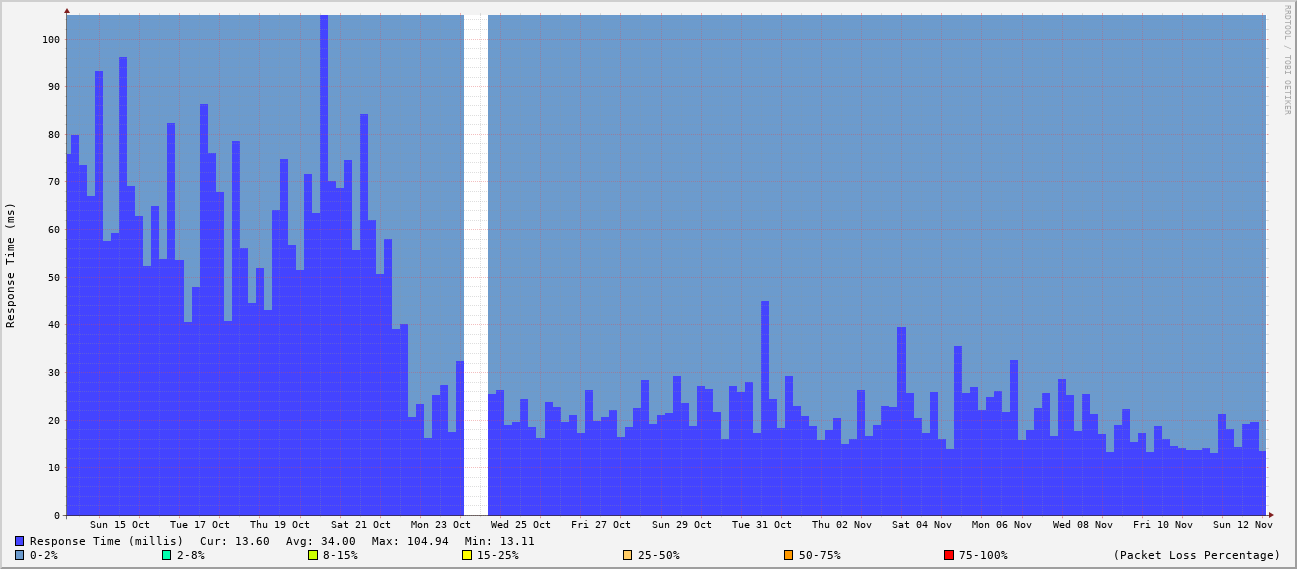 RRDTOOL / TOBI OETIKER
Response Time (ms)
100
90
80
70
60
50
40
30
20
10
0
Sun 15 Oct Tue 17 Oct Thu 19 Oct Sat 21 Oct Mon 23 Oct Wed 25 Oct Fri 27 Oct Sun 29 Oct Tue 31 Oct Thu 02 Nov Sat 04 Nov Mon 06 Nov Wed 08 Nov Fri 10 Nov Sun 12 Nov
Response Time (millis) Cur: 13.60 Avg: 34.00 Max: 104.94 Min: 13.11
0-2% 2-8% 8-15% 15-25% 25-50% 50-75% 75-100% (Packet Loss Percentage)